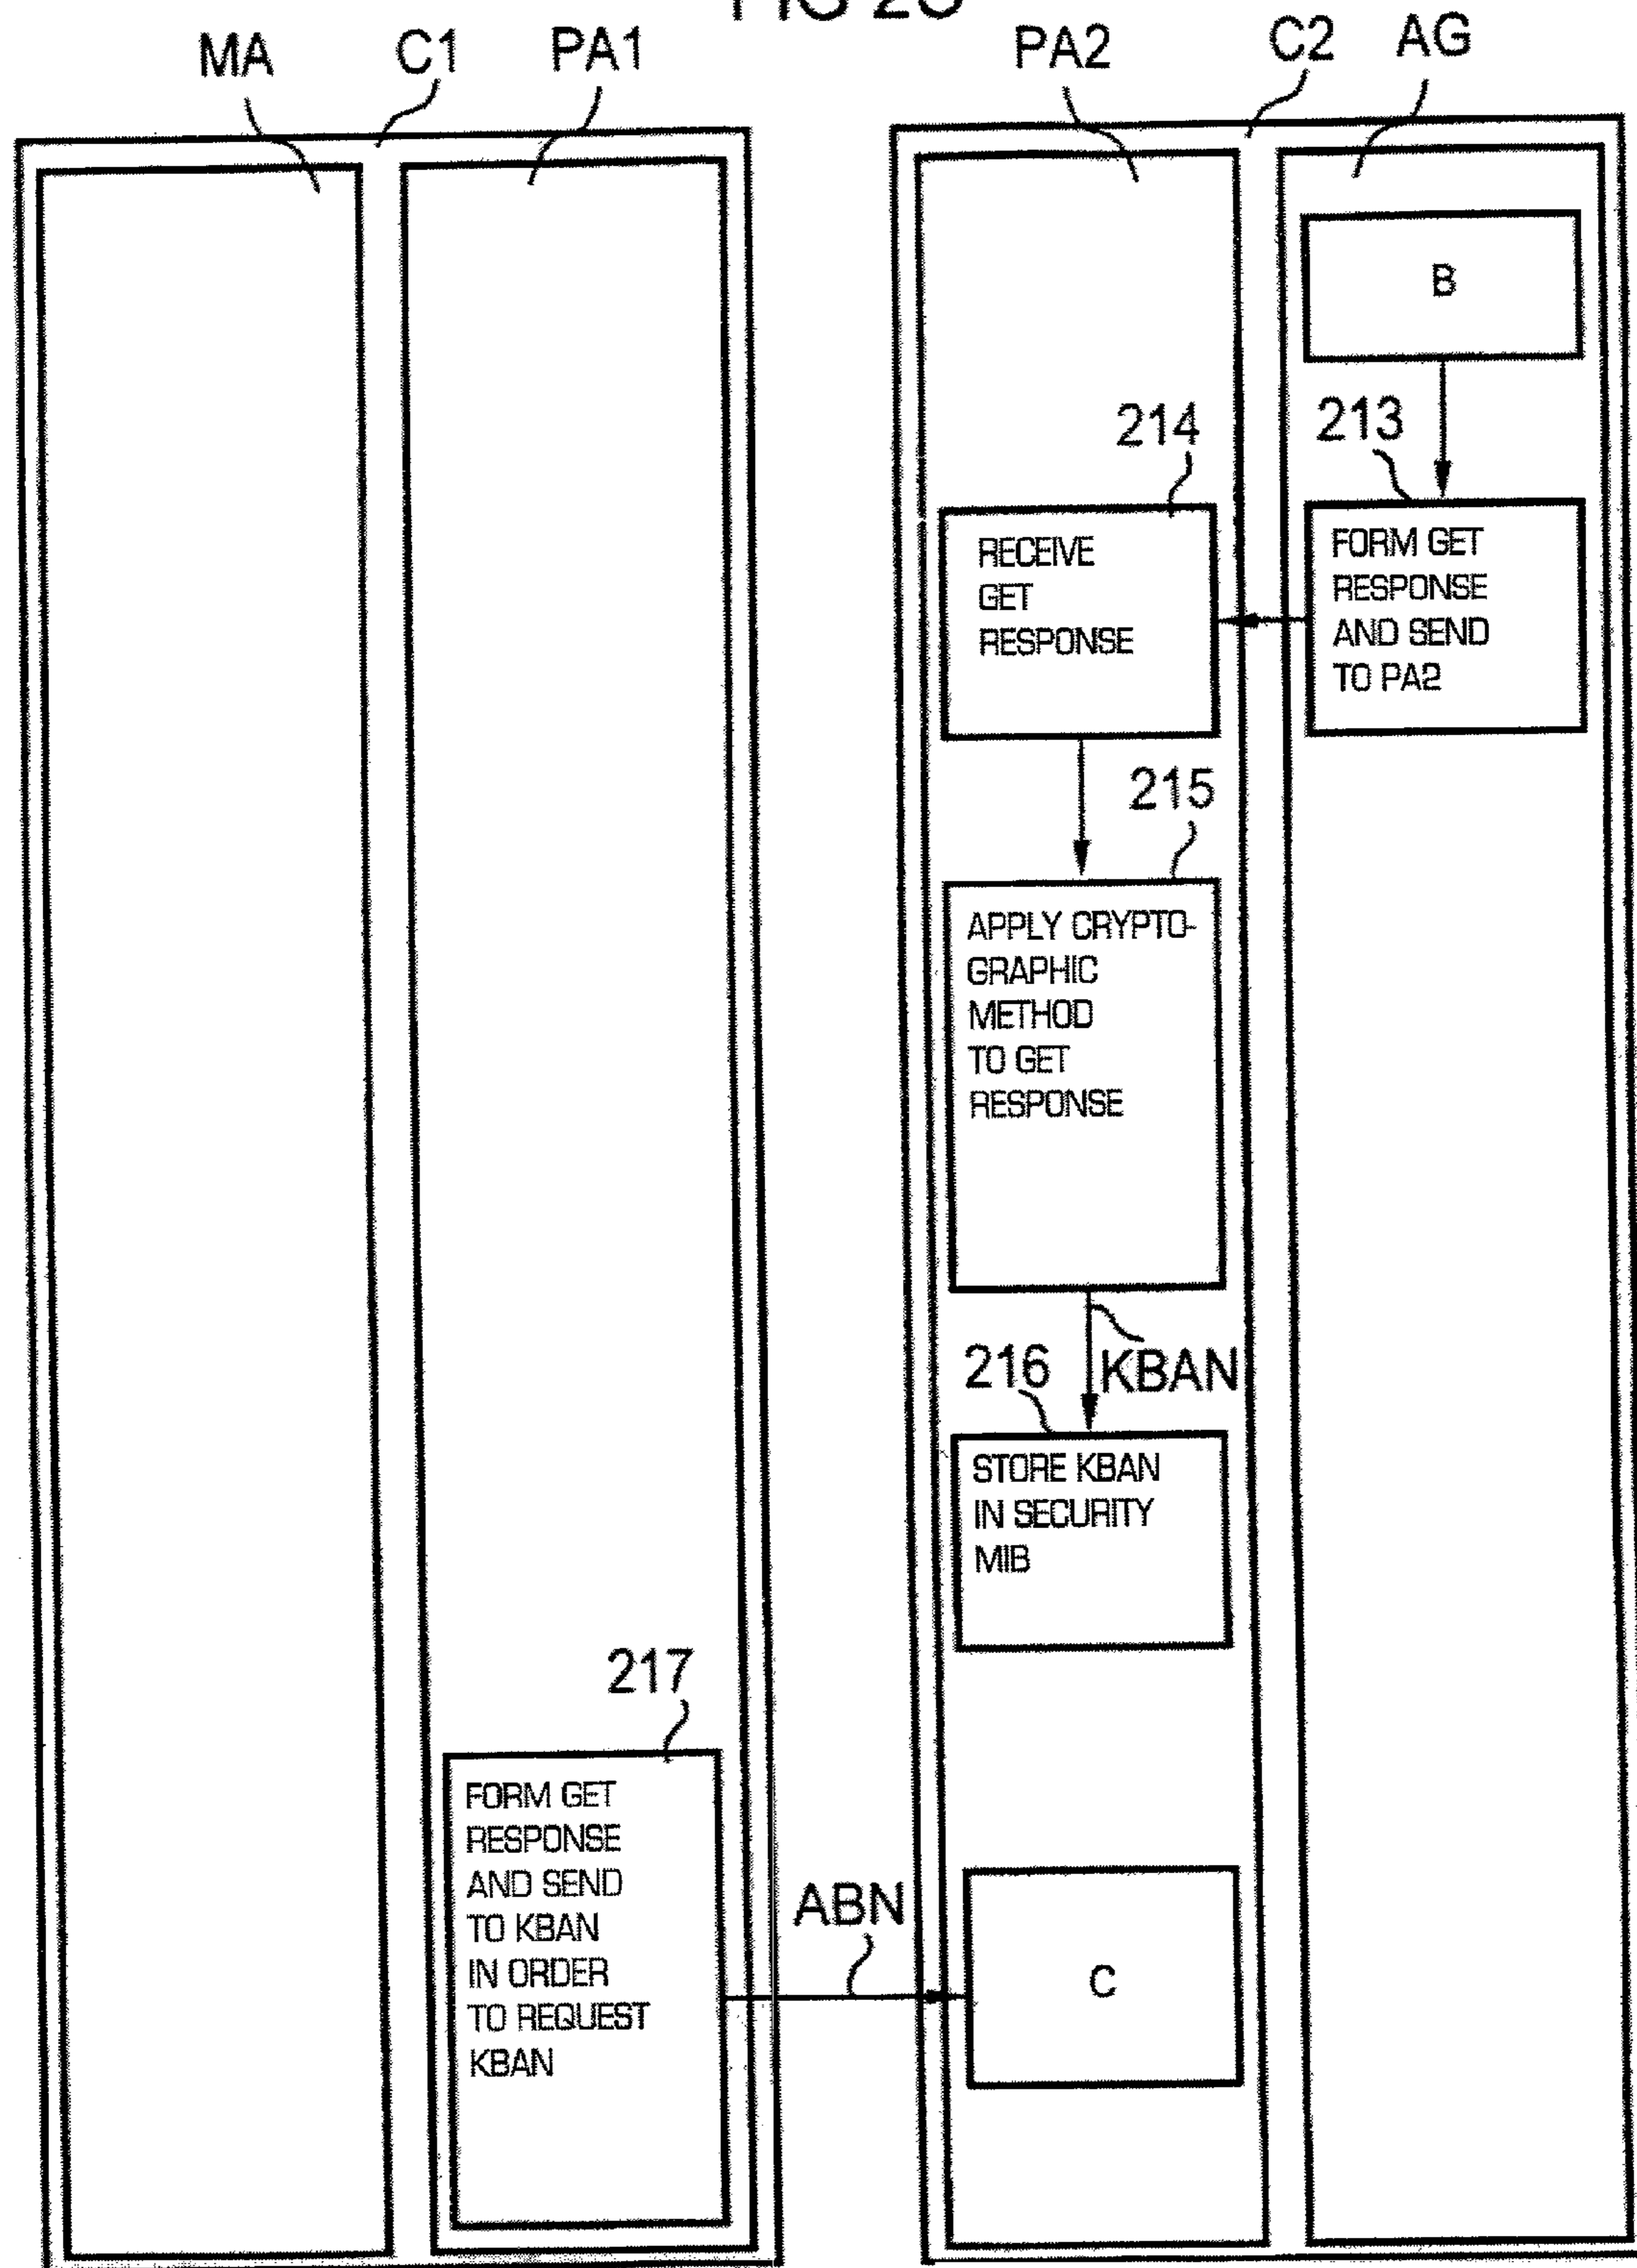 FIG 2C
MA C1 PA1 PA2 C2 AG
B
213
214
FORM GET
RESPONSE
AND SEND
TO PA2
RECEIVE
GET
RESPONSE
215
APPLY CRYPTO-
GRAPHIC
METHOD
TO GET
RESPONSE
KBAN
216
STORE KBAN
IN SECURITY
MIB
217
FORM GET
RESPONSE
AND SEND
TO KBAN
IN ORDER
TO REQUEST
KBAN
ABN
C